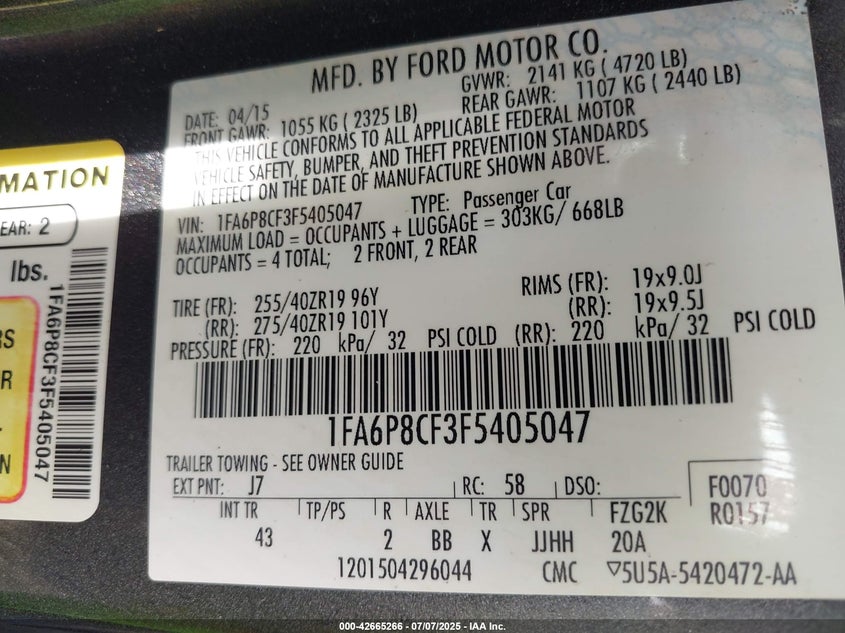 MFD. BY FORD MOTOR CO.
DATE: 04/15
GVWR: 2141 KG ( 4720 LB)
FRONT GAWR: 1055 KG ( 2325 LB)
REAR GAWR: 1107 KG ( 2440 LB)
THIS VEHICLE CONFORMS TO ALL APPLICABLE FEDERAL MOTOR
VEHICLE SAFETY, BUMPER, AND THEFT PREVENTION STANDARDS
IN EFFECT ON THE DATE OF MANUFACTURE SHOWN ABOVE.
VIN: 1FA6P8CF3F5405047 TYPE: Passenger Car
MAXIMUM LOAD = OCCUPANTS + LUGGAGE = 303KG/ 668LB
OCCUPANTS = 4 TOTAL; 2 FRONT, 2 REAR
TIRE (FR): 255/40ZR19 96Y RIMS (FR): 19x9.0J
(RR): 275/40ZR19 101Y (RR): 19x9.5J
PRESSURE (FR): 220 kPa/ 32 PSI COLD (RR): 220 kPa/ 32 PSI COLD
1FA6P8CF3F5405047
TRAILER TOWING - SEE OWNER GUIDE
EXT PNT: J7 RC: 58 DSO: F0070
INT TR TP/PS R AXLE TR SPR FZG2K R0157
43 2 BB X JJHH 20A
1201504296044 CMC ▽5U5A-5420472-AA
MATION
EAR: 2
lbs.
RS
R
N
1FA6P8CF3F5405047
000-42665266 - 07/07/2025 - IAA Inc.